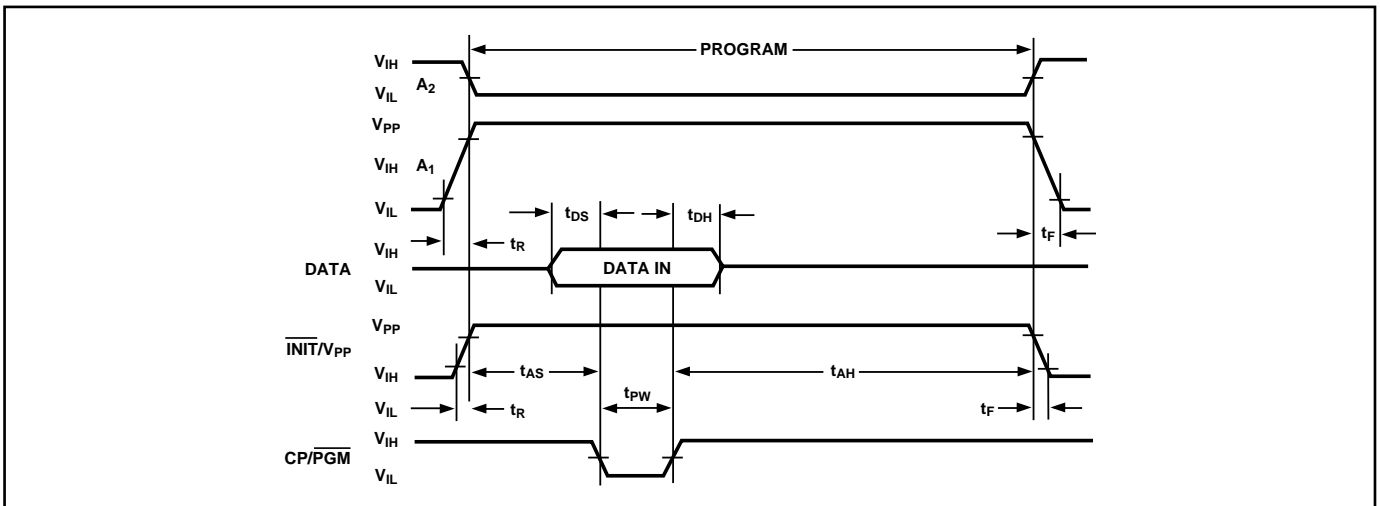 PROGRAM
VIH
A2
VIL
VPP
VIH A1
VIL
tDS
tDH
tR
tF
VIH
DATA
DATA IN
VIL
VPP
INIT/VPP
VIH
tAS
tAH
tPW
VIL
tR
tF
VIH
CP/PGM
VIL